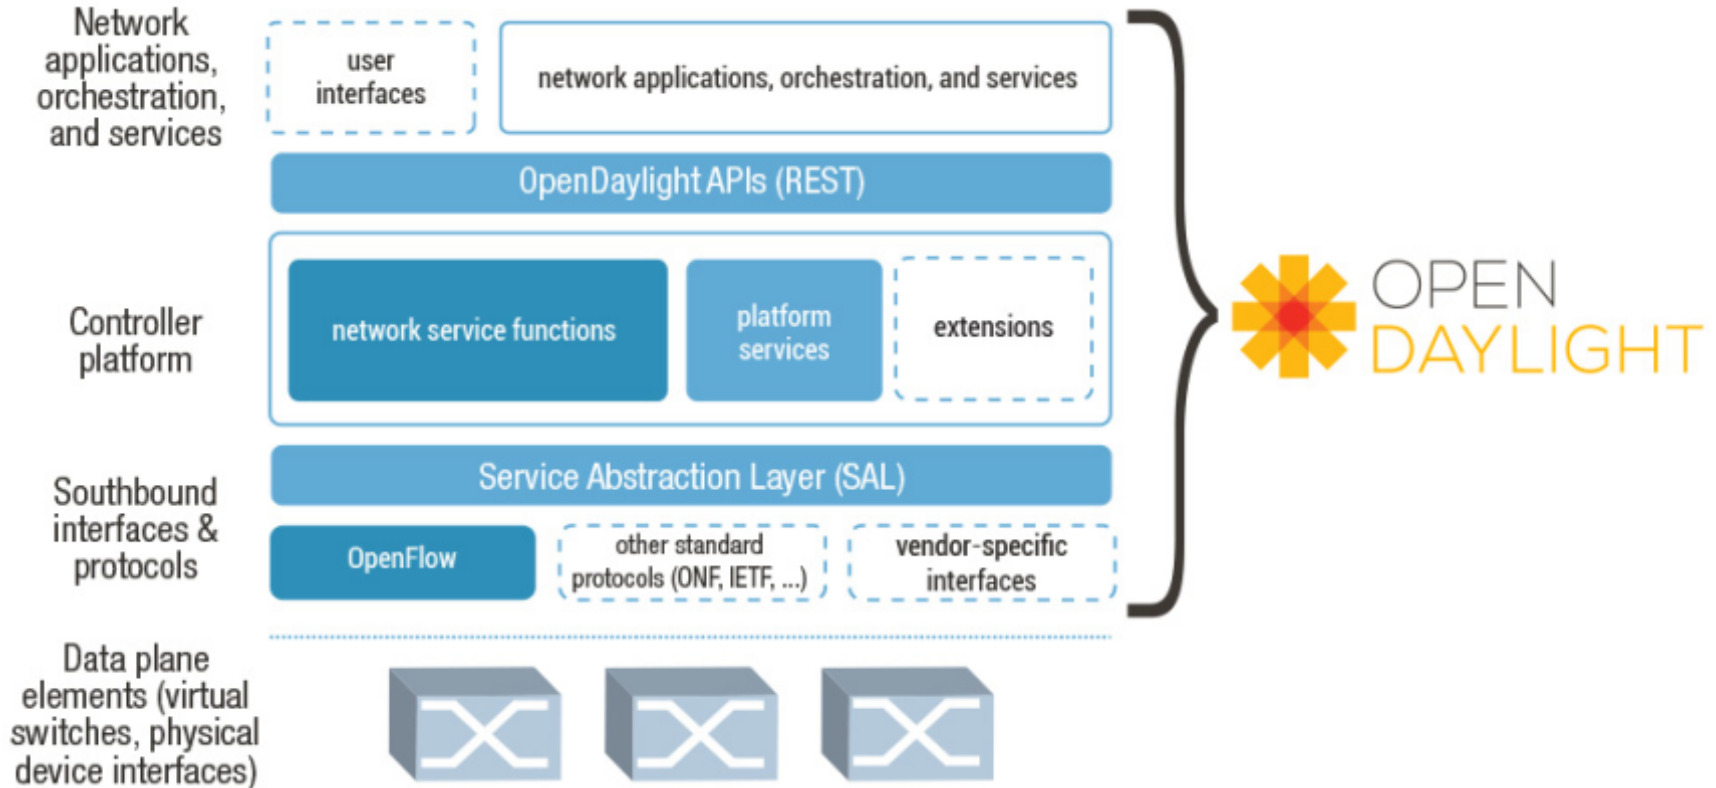 Network
applications,
orchestration,
and services
user
interfaces
network applications, orchestration, and services
OpenDaylight APIs (REST)
Controller
platform
network service functions
platform
services
extensions
Southbound
interfaces &
protocols
Service Abstraction Layer (SAL)
OpenFlow
other standard
protocols (ONF, IETF, ...)
vendor-specific
interfaces
Data plane
elements (virtual
switches, physical
device interfaces)
OPEN
DAYLIGHT